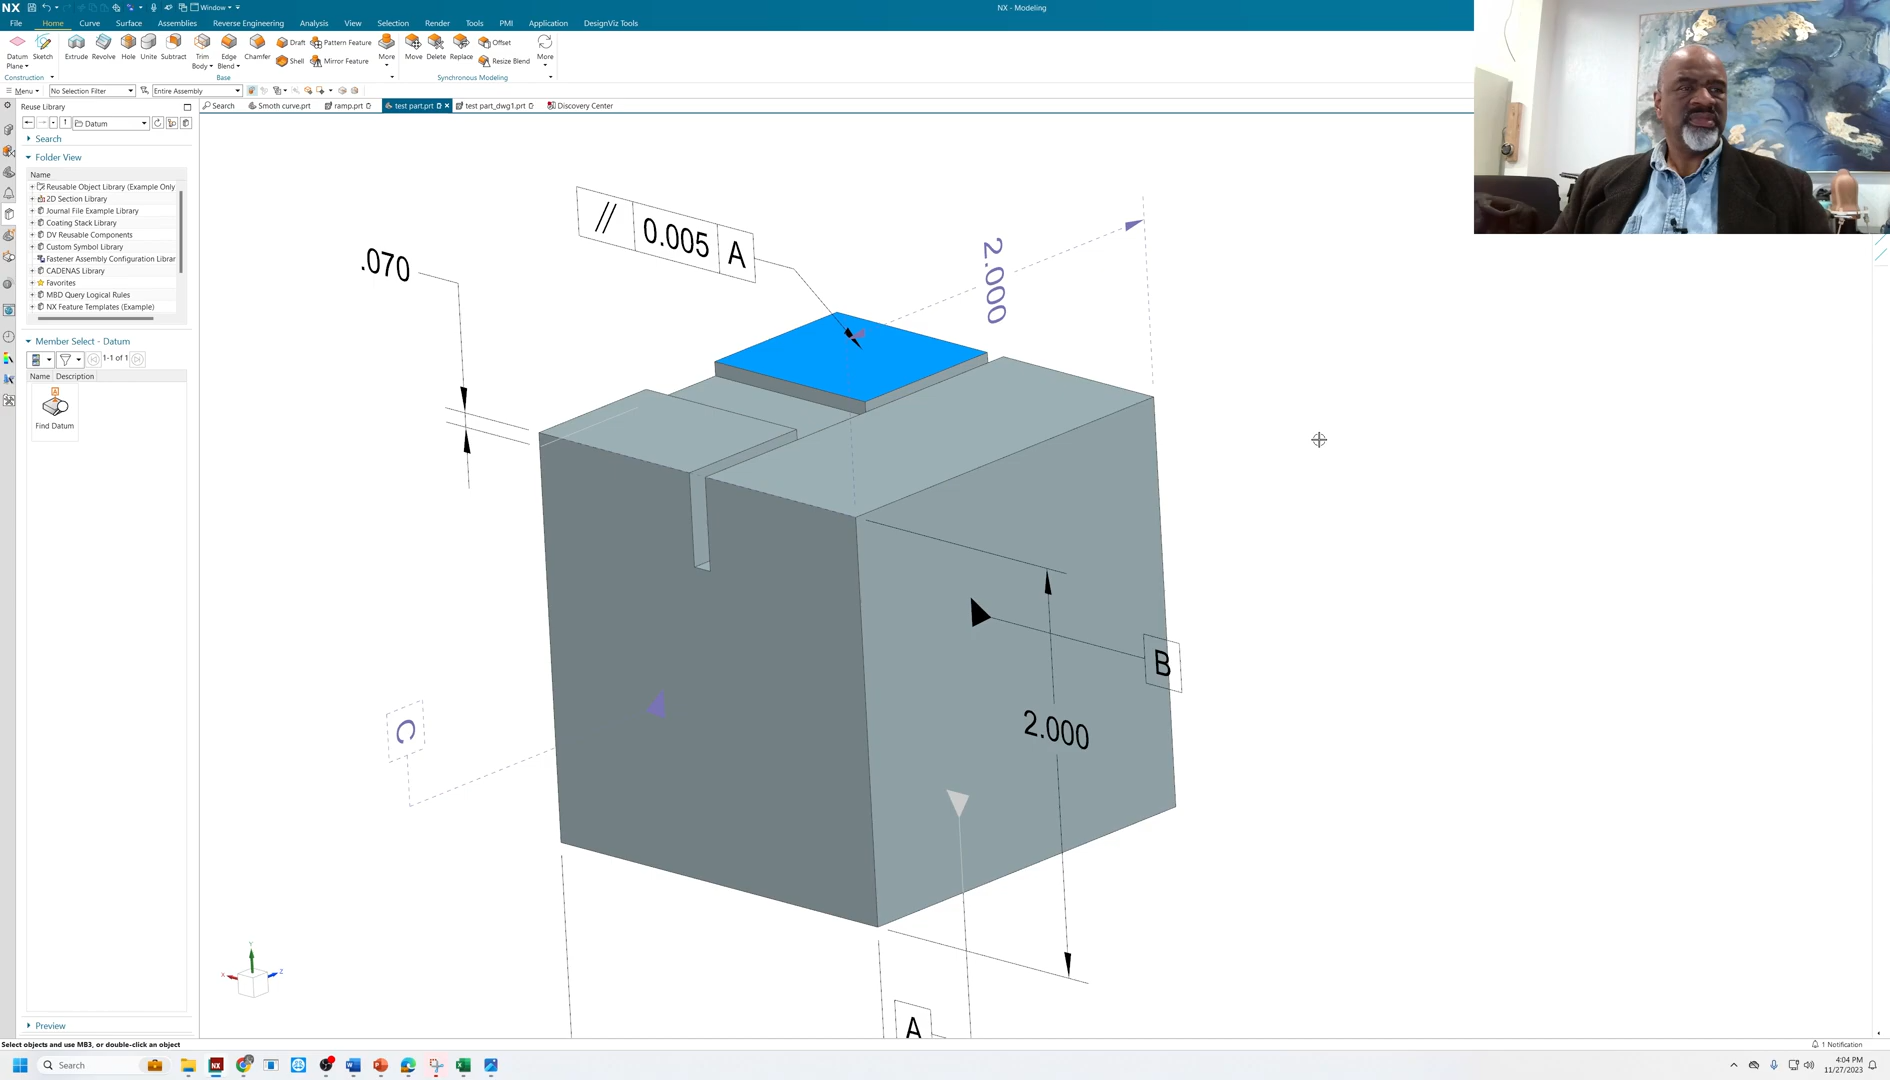 NX
Window
NX - Modeling
File Home Curve Surface Assemblies Reverse Engineering Analysis View Selection Render Tools PMI Application DesignViz Tools
Datum Plane
Sketch
Extrude
Revolve
Hole
Unite
Subtract
Trim Body
Edge Blend
Chamfer
Draft
Shell
Pattern Feature
Mirror Feature
More
Move
Delete
Replace
Offset
Resize Blend
More
Construction
Base
Synchronous Modeling
Menu
No Selection Filter
Entire Assembly
Reuse Library
Search
Smoth curve.prt
ramp.prt
test part.prt
test part_dwg1.prt
Discovery Center
Datum
Search
Folder View
Name
Reusable Object Library (Example Only
2D Section Library
Journal File Example Library
Coating Stack Library
DV Reusable Components
Custom Symbol Library
Fastener Assembly Configuration Librar
CADENAS Library
Favorites
MBD Query Logical Rules
NX Feature Templates (Example)
Member Select - Datum
1-1 of 1
Name Description
A
Find Datum
Preview
// 0.005 A
.070
2.000
B
2.000
C
A
Y
X
Z
Select objects and use MB3, or double-click an object
1 Notification
Search
4:04 PM
11/27/2023